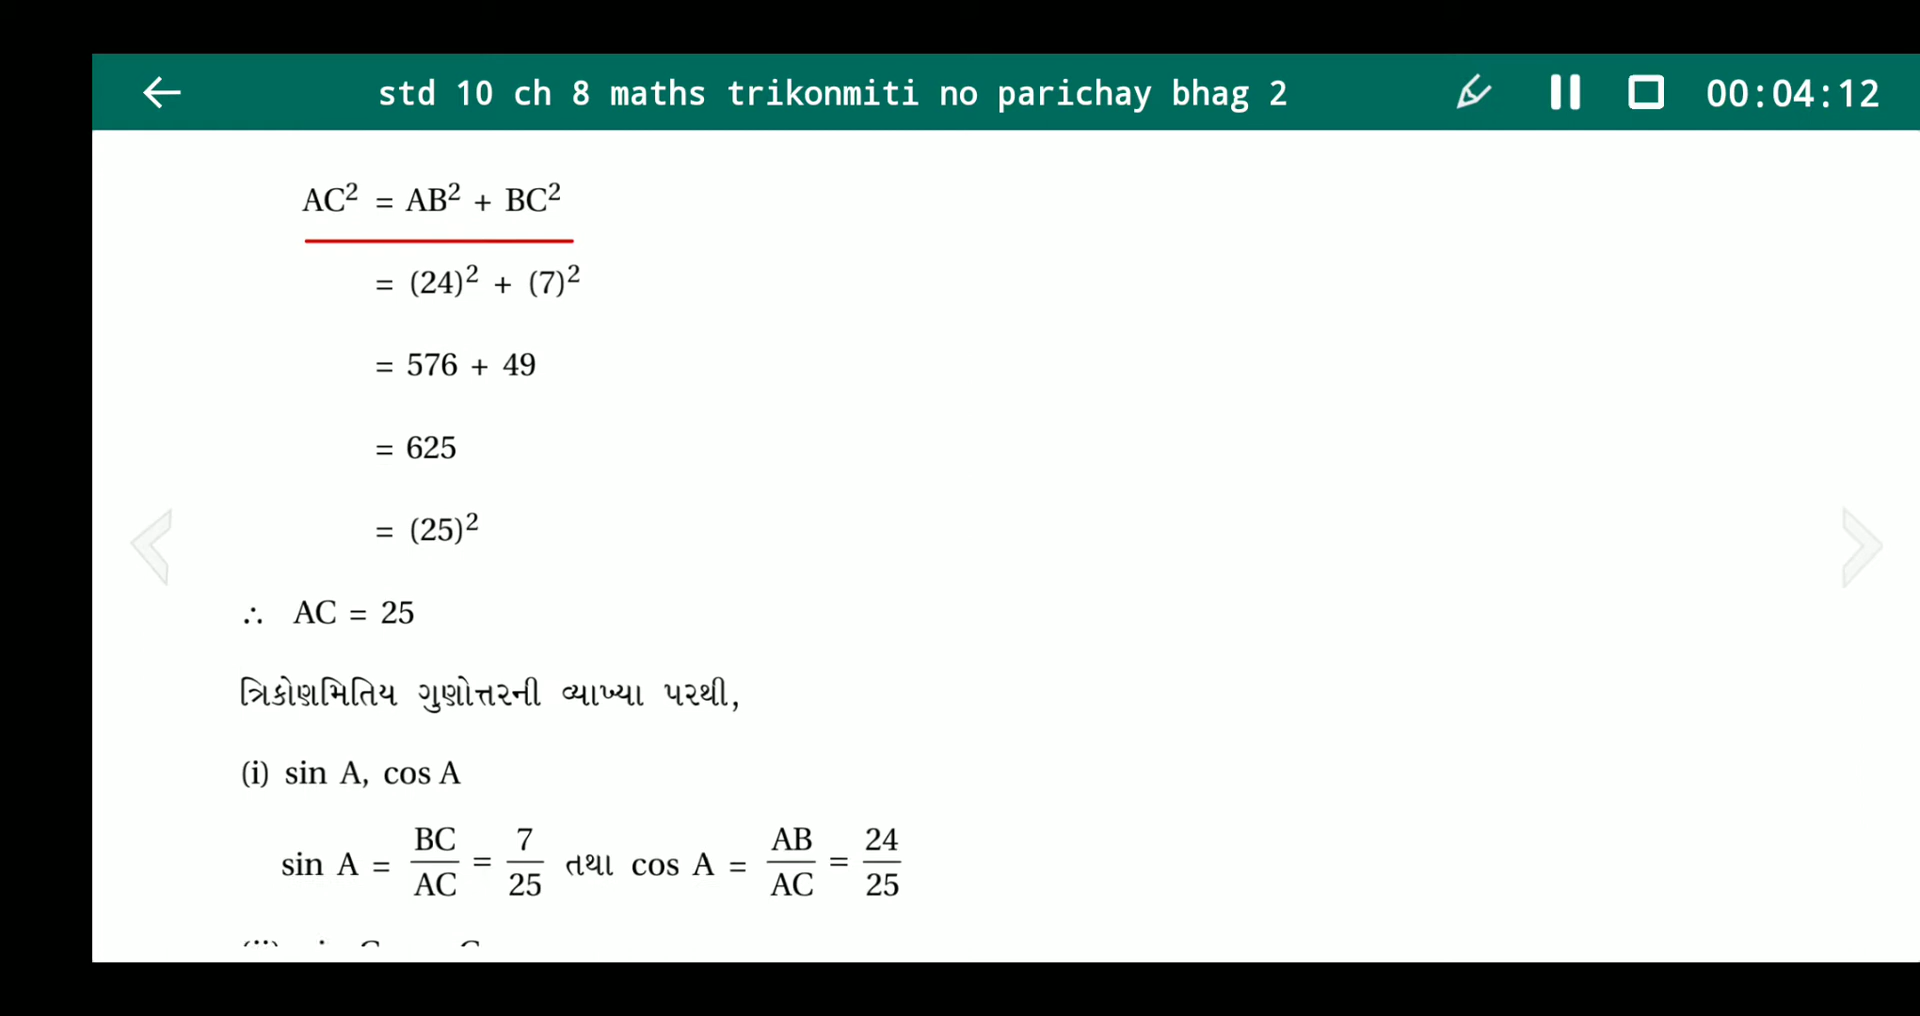 std 10 ch 8 maths trikonmiti no parichay bhag 2 00:04:12
AC² = AB² + BC²
= (24)² + (7)²
= 576 + 49
= 625
= (25)²
∴ AC = 25
ત્રિકોણમિતિય ગુણોત્તરની વ્યાખ્યા પરથી,
(i) sin A, cos A
sin A = BC/AC = 7/25 તથા cos A = AB/AC = 24/25